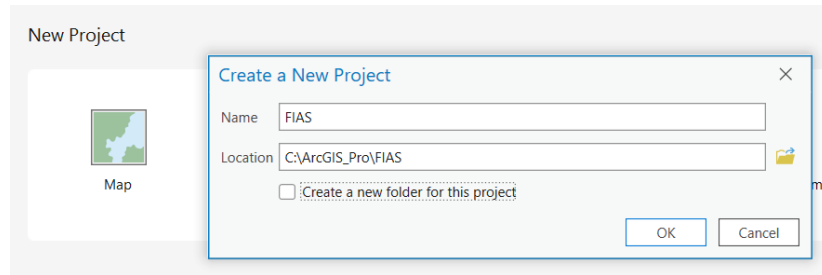 New Project
Create a New Project
Name FIAS
Location C:\ArcGIS_Pro\FIAS
Map
Create a new folder for this project
OK Cancel